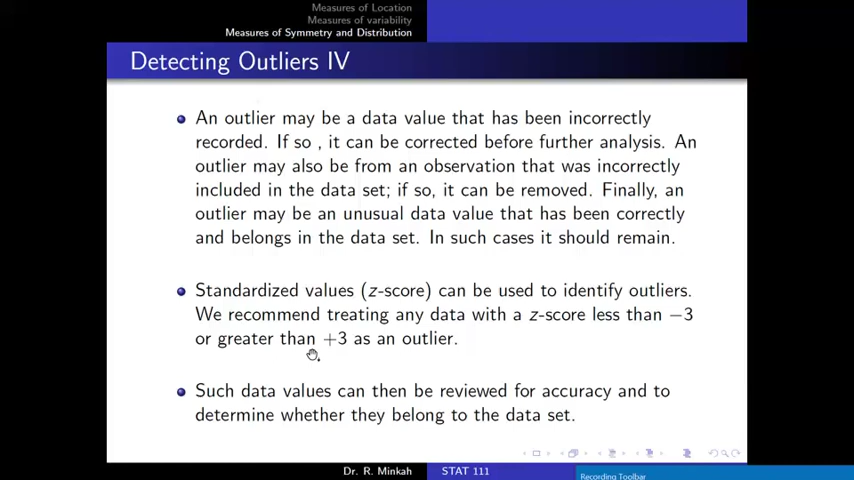 Measures of Location
Measures of variability
Measures of Symmetry and Distribution
Detecting Outliers IV
An outlier may be a data value that has been incorrectly
recorded. If so , it can be corrected before further analysis. An
outlier may also be from an observation that was incorrectly
included in the data set; if so, it can be removed. Finally, an
outlier may be an unusual data value that has been correctly
and belongs in the data set. In such cases it should remain.
Standardized values (z-score) can be used to identify outliers.
We recommend treating any data with a z-score less than −3
or greater than +3 as an outlier.
Such data values can then be reviewed for accuracy and to
determine whether they belong to the data set.
Dr. R. Minkah STAT 111
Recording Toolbar